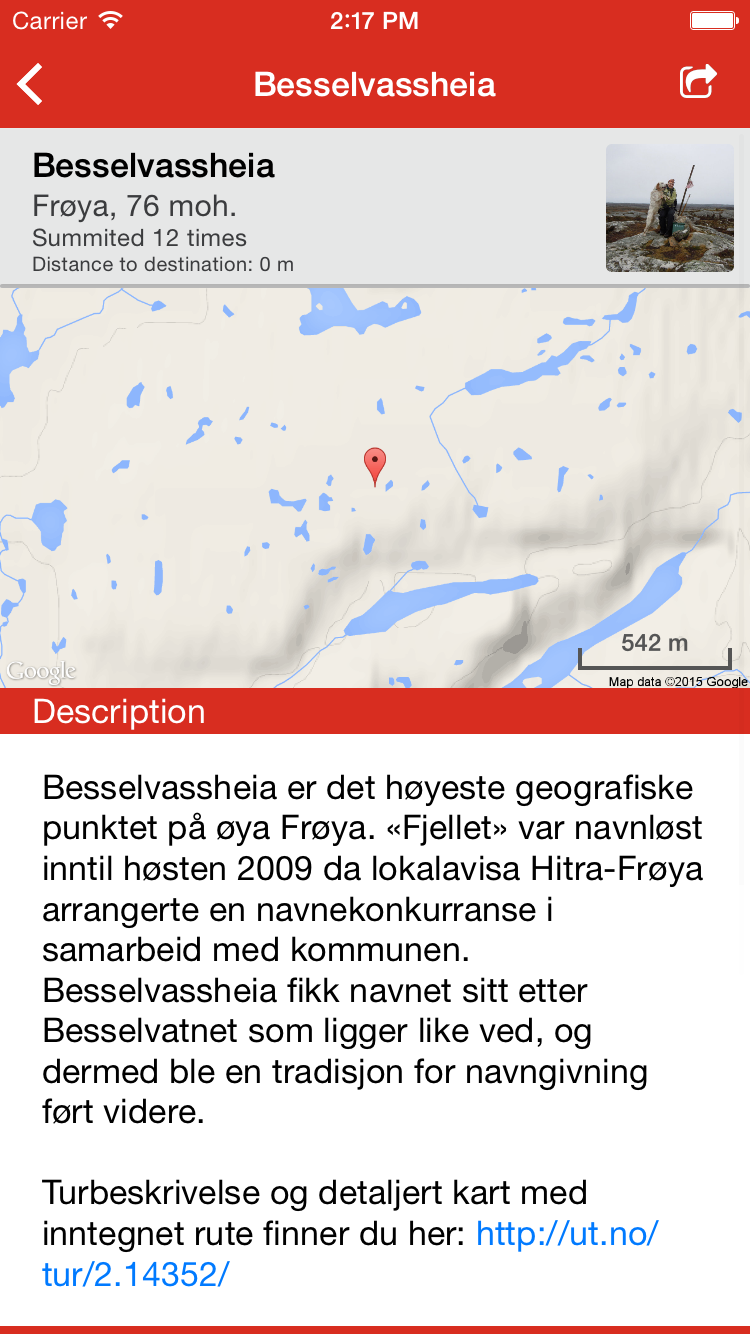 Carrier 2:17 PM
Besselvassheia
Besselvassheia
Frøya, 76 moh.
Summited 12 times
Distance to destination: 0 m
542 m
Google
Map data ©2015 Google
Description
Besselvassheia er det høyeste geografiske
punktet på øya Frøya. «Fjellet» var navnløst
inntil høsten 2009 da lokalavisa Hitra-Frøya
arrangerte en navnekonkurranse i
samarbeid med kommunen.
Besselvassheia fikk navnet sitt etter
Besselvatnet som ligger like ved, og
dermed ble en tradisjon for navngivning
ført videre.
Turbeskrivelse og detaljert kart med
inntegnet rute finner du her: http://ut.no/
tur/2.14352/